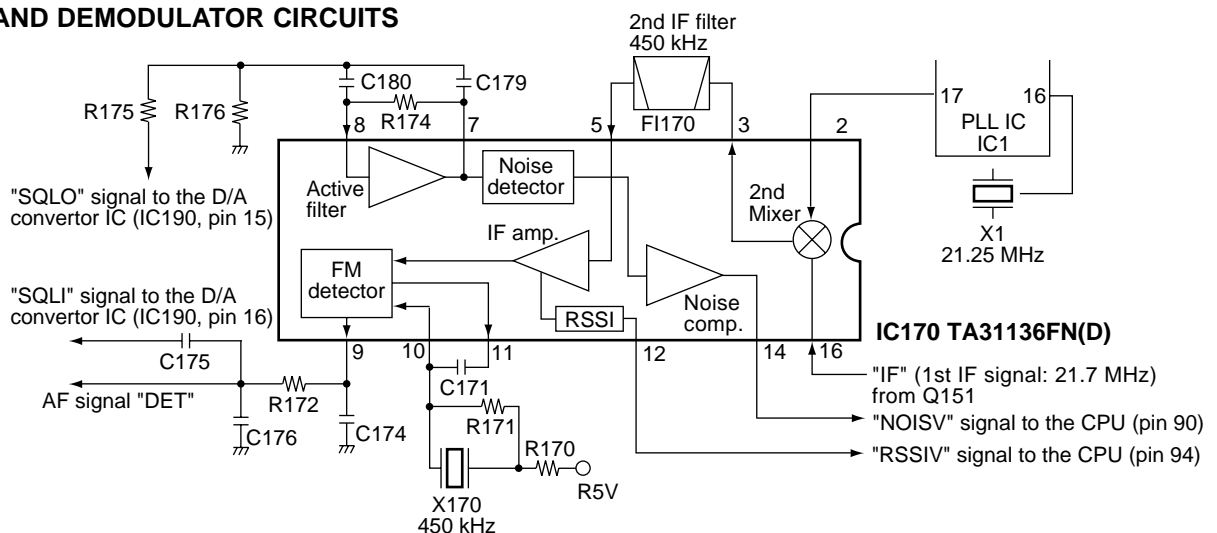 AND DEMODULATOR CIRCUITS
2nd IF filter
450 kHz
C180
C179
R175
R176
R174
FI170
8
7
5
3
2
17
16
PLL IC
IC1
X1
21.25 MHz
Active
filter
Noise
detector
2nd
Mixer
"SQLO" signal to the D/A
convertor IC (IC190, pin 15)
IF amp.
FM
detector
RSSI
Noise
comp.
"SQLI" signal to the D/A
convertor IC (IC190, pin 16)
IC170 TA31136FN(D)
9
10
11
12
14
16
C175
AF signal "DET"
R172
C176
C174
C171
R171
R170
R5V
X170
450 kHz
"IF" (1st IF signal: 21.7 MHz)
from Q151
"NOISV" signal to the CPU (pin 90)
"RSSIV" signal to the CPU (pin 94)